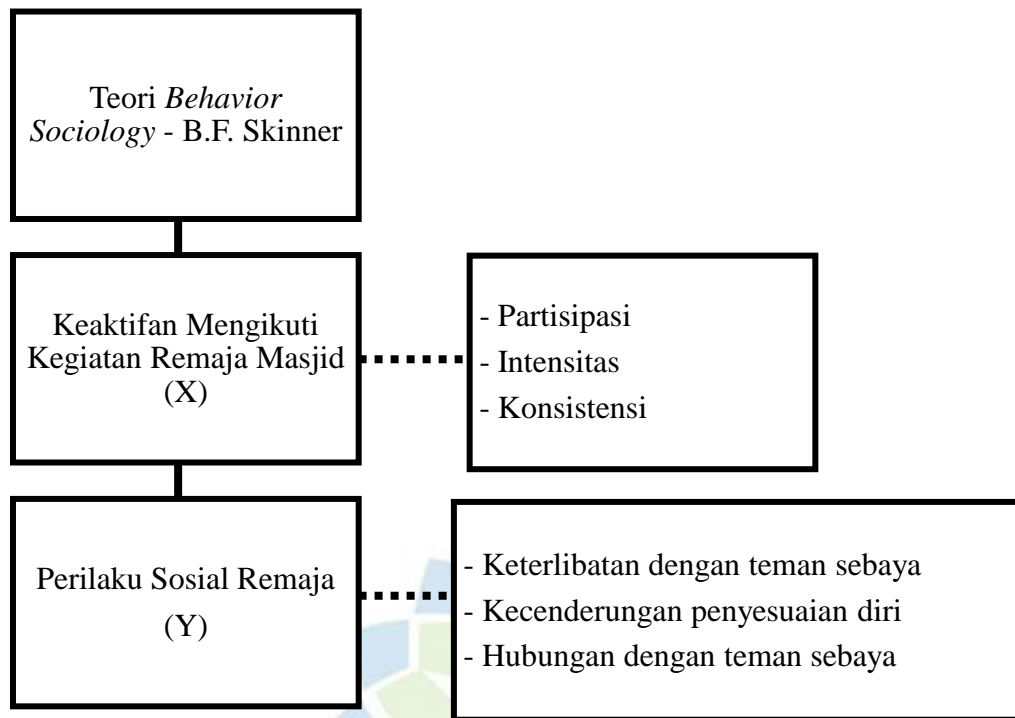 Teori Behavior
Sociology - B.F. Skinner
Keaktifan Mengikuti
Kegiatan Remaja Masjid
(X)
- Partisipasi
- Intensitas
- Konsistensi
Perilaku Sosial Remaja
(Y)
- Keterlibatan dengan teman sebaya
- Kecenderungan penyesuaian diri
- Hubungan dengan teman sebaya